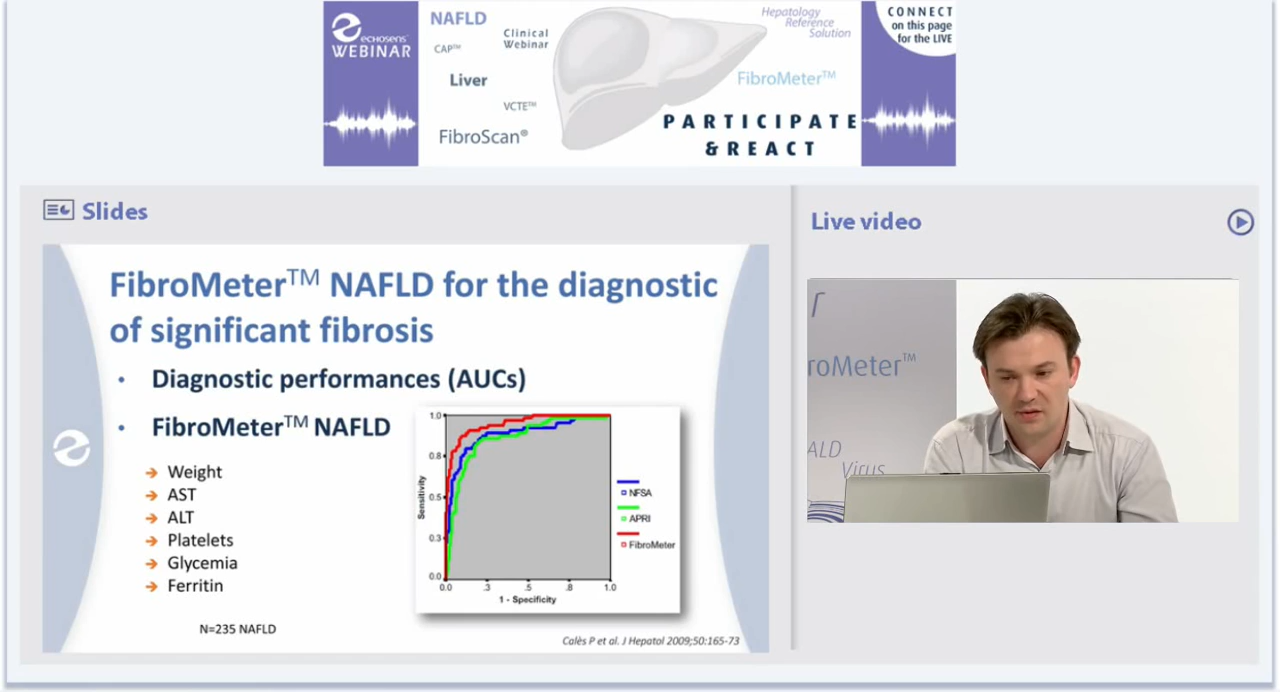 echosens
WEBINAR
NAFLD
CAP™
Clinical
Webinar
Liver
VCTE™
FibroScan®
Hepatology
Reference
Solution
FibroMeter™
PARTICIPATE
& REACT
CONNECT
on this page
for the LIVE
Slides
FibroMeter™ NAFLD for the diagnostic
of significant fibrosis
• Diagnostic performances (AUCs)
• FibroMeter™ NAFLD
Weight
AST
ALT
Platelets
Glycemia
Ferritin
N=235 NAFLD
1.0
0.8
0.5
0.3
0.0
Sensitivity
0.0 .3 .5 .8 1.0
1 - Specificity
NFSA
APRI
FibroMeter
Calès P et al. J Hepatol 2009;50:165-73
Live video
roMeter™
ALD
Virus